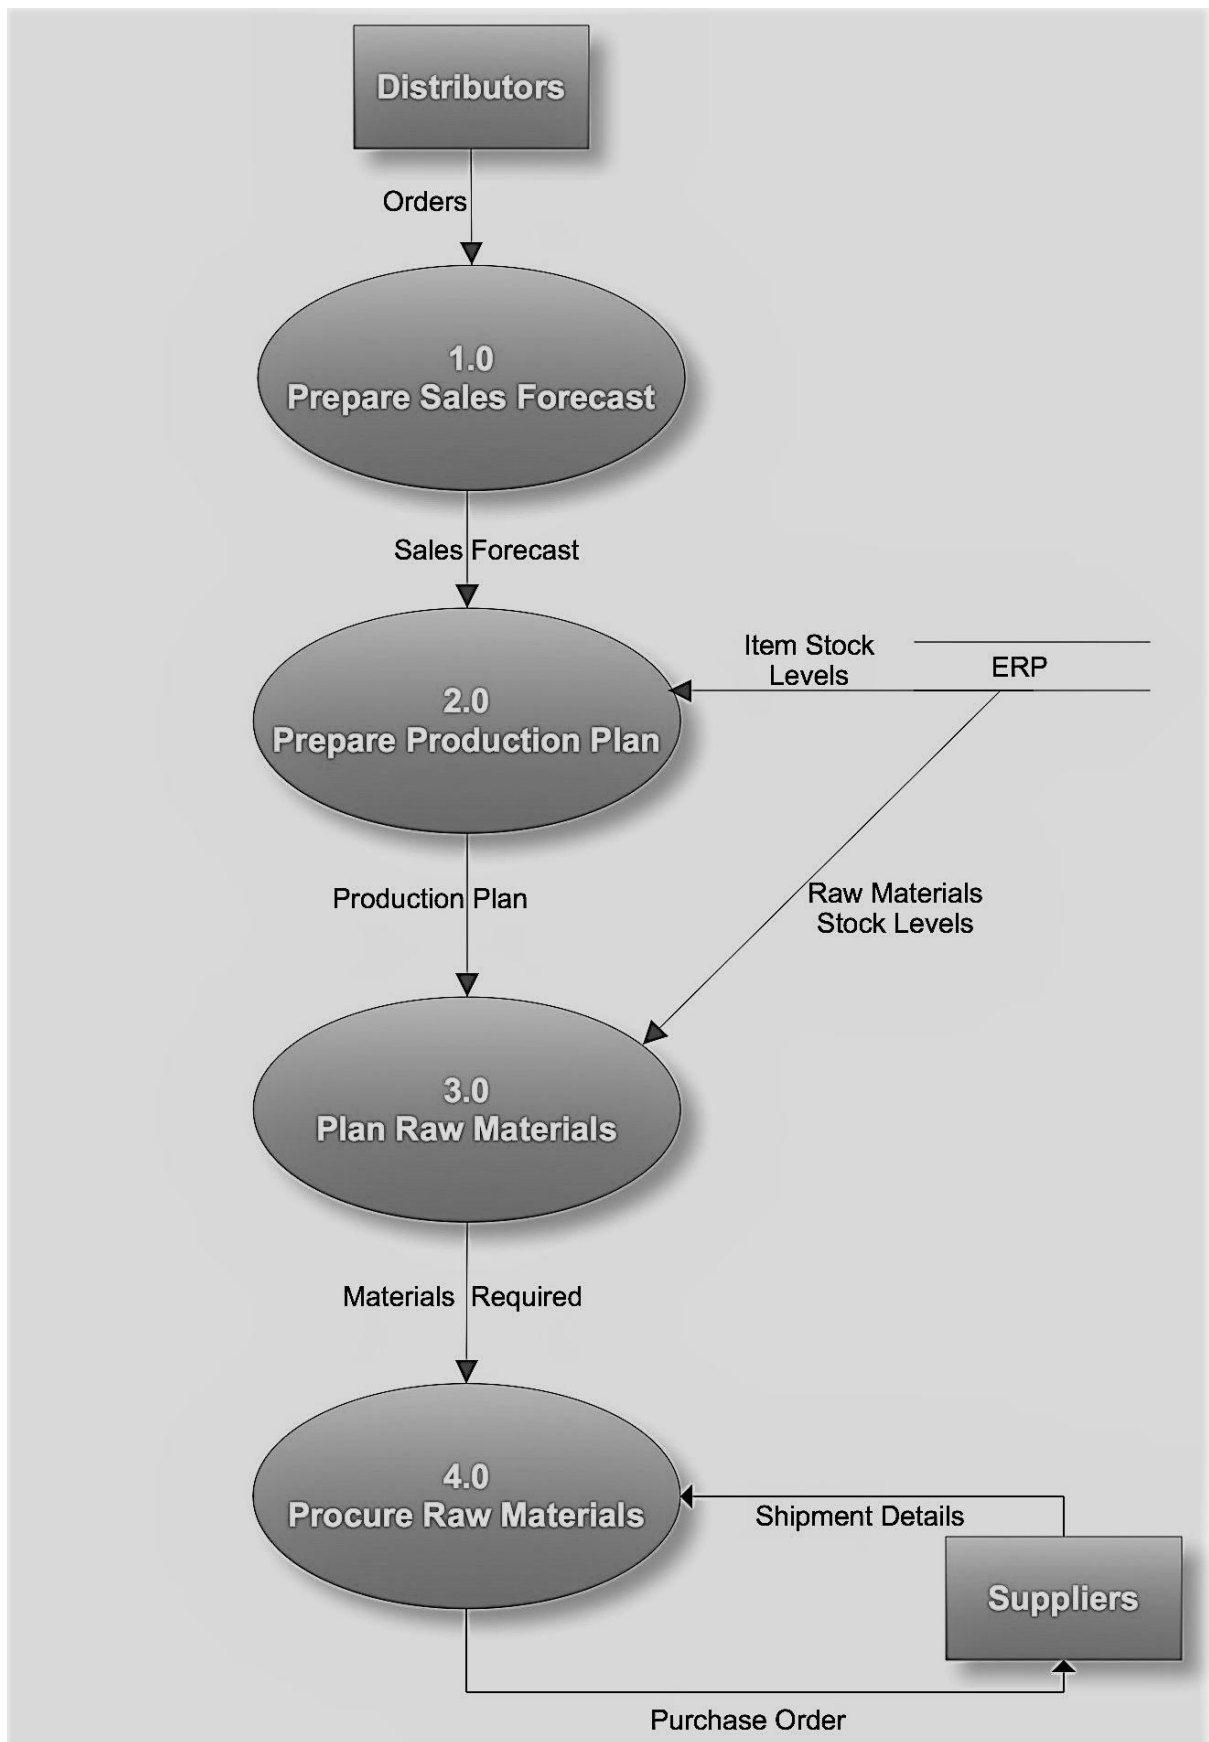 Distributors
Orders
1.0
Prepare Sales Forecast
Sales Forecast
Item Stock
Levels
ERP
2.0
Prepare Production Plan
Production Plan
Raw Materials
Stock Levels
3.0
Plan Raw Materials
Materials Required
4.0
Procure Raw Materials
Shipment Details
Suppliers
Purchase Order